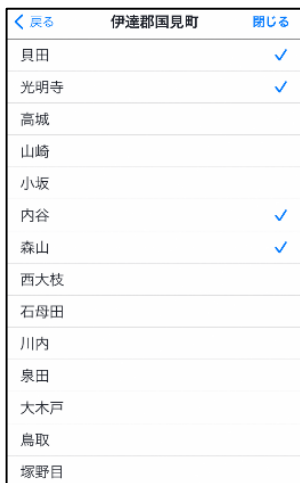 戻る 伊達郡国見町 閉じる
貝田 ✓
光明寺 ✓
高城
山崎
小坂
内谷 ✓
森山 ✓
西大枝
石母田
川内
泉田
大木戸
鳥取
塚野目